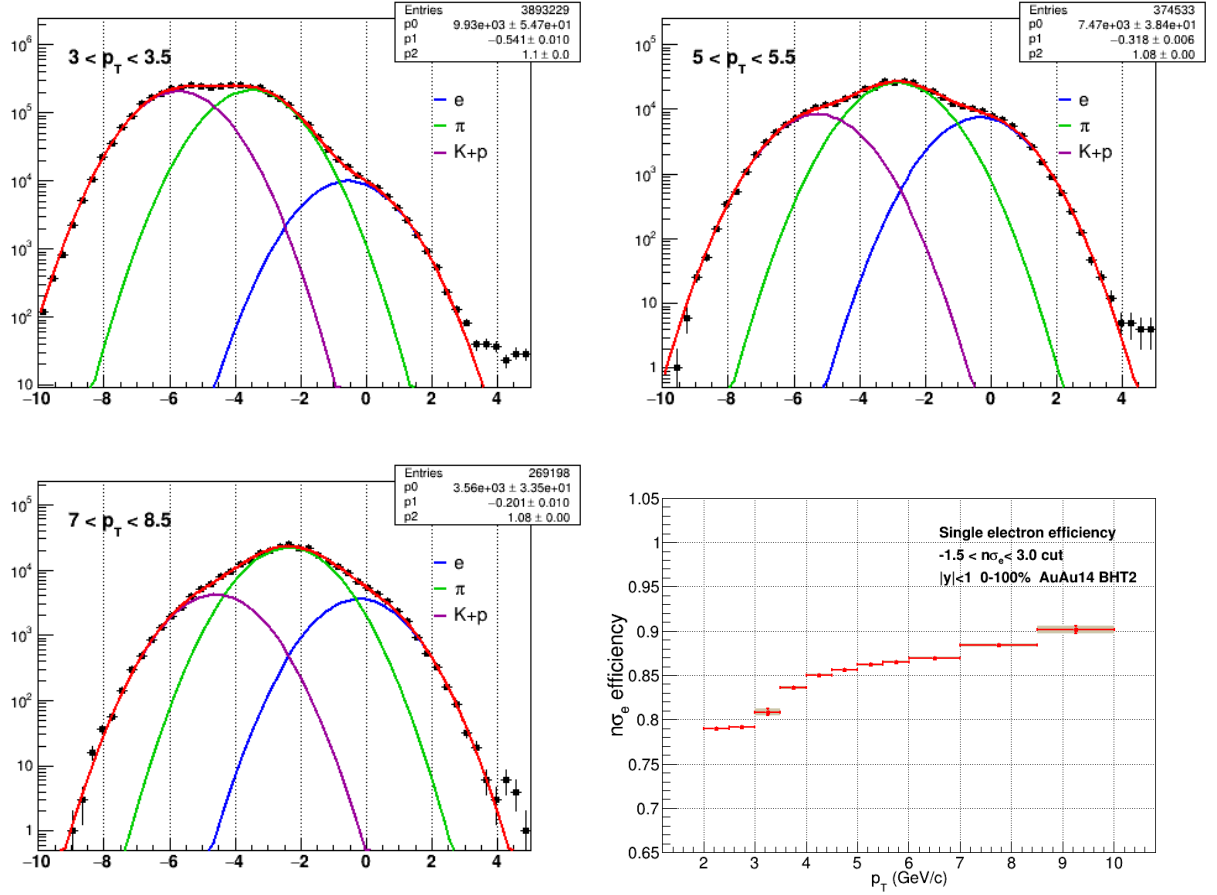 Entries 3893229
p0 9.93e+03 ± 5.47e+01
p1 −0.541 ± 0.010
p2 1.1 ± 0.0
3 < p_T < 3.5
e
π
K+p
10^6
10^5
10^4
10^3
10^2
10
−10 −8 −6 −4 −2 0 2 4
Entries 374533
p0 7.47e+03 ± 3.84e+01
p1 −0.318 ± 0.006
p2 1.08 ± 0.00
5 < p_T < 5.5
e
π
K+p
10^5
10^4
10^3
10^2
10
1
−10 −8 −6 −4 −2 0 2 4
Entries 269198
p0 3.56e+03 ± 3.35e+01
p1 −0.201 ± 0.010
p2 1.08 ± 0.00
7 < p_T < 8.5
e
π
K+p
10^5
10^4
10^3
10^2
10
1
−10 −8 −6 −4 −2 0 2 4
Single electron efficiency
-1.5 < nσ_e < 3.0 cut
|y|<1 0-100% AuAu14 BHT2
nσ_e efficiency
1.05
1
0.95
0.9
0.85
0.8
0.75
0.7
0.65
2 3 4 5 6 7 8 9 10
p_T (GeV/c)